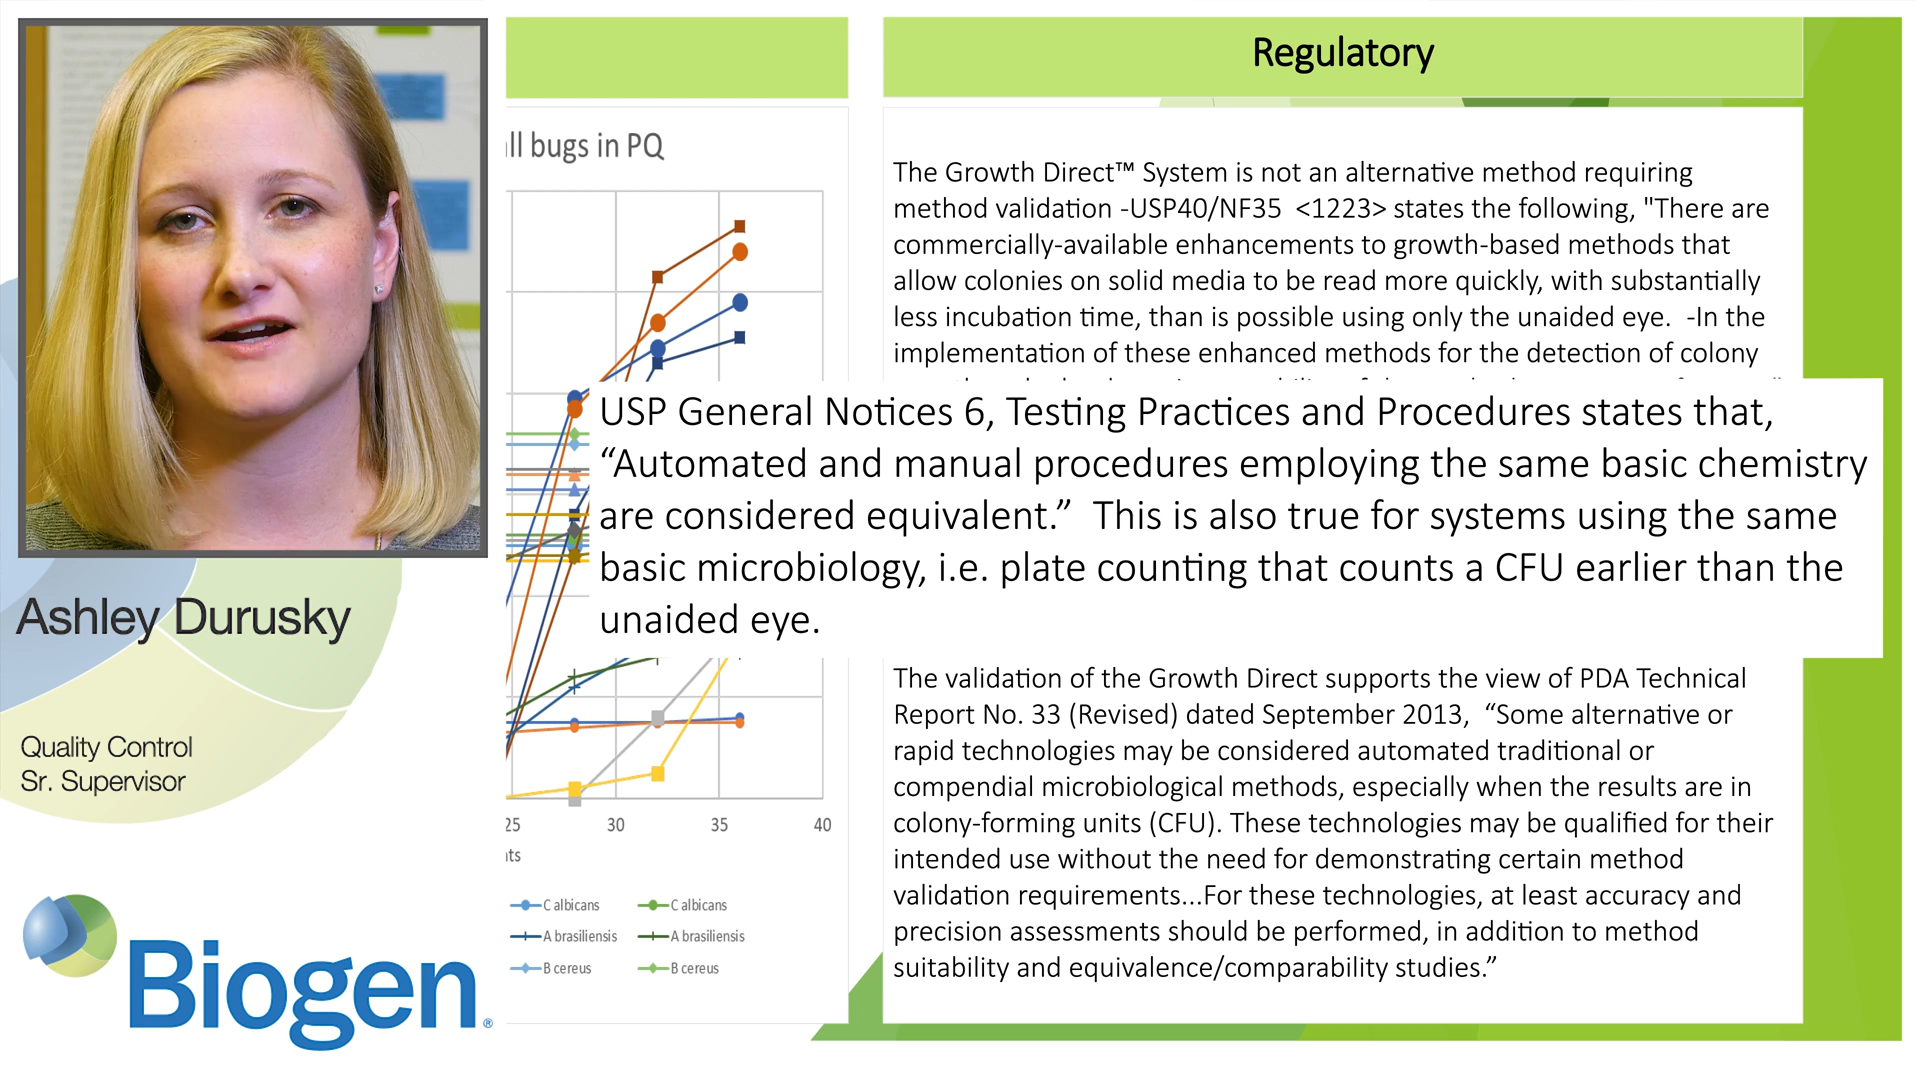 Regulatory
ll bugs in PQ
The Growth Direct™ System is not an alternative method requiring
method validation -USP40/NF35 <1223> states the following, "There are
commercially-available enhancements to growth-based methods that
allow colonies on solid media to be read more quickly, with substantially
less incubation time, than is possible using only the unaided eye. -In the
implementation of these enhanced methods for the detection of colony
USP General Notices 6, Testing Practices and Procedures states that,
“Automated and manual procedures employing the same basic chemistry
are considered equivalent.” This is also true for systems using the same
basic microbiology, i.e. plate counting that counts a CFU earlier than the
unaided eye.
The validation of the Growth Direct supports the view of PDA Technical
Report No. 33 (Revised) dated September 2013, “Some alternative or
rapid technologies may be considered automated traditional or
compendial microbiological methods, especially when the results are in
colony-forming units (CFU). These technologies may be qualified for their
intended use without the need for demonstrating certain method
validation requirements...For these technologies, at least accuracy and
precision assessments should be performed, in addition to method
suitability and equivalence/comparability studies.”
25 30 35 40
nts
C albicans C albicans
A brasiliensis A brasiliensis
B cereus B cereus
Ashley Durusky
Quality Control
Sr. Supervisor
Biogen®